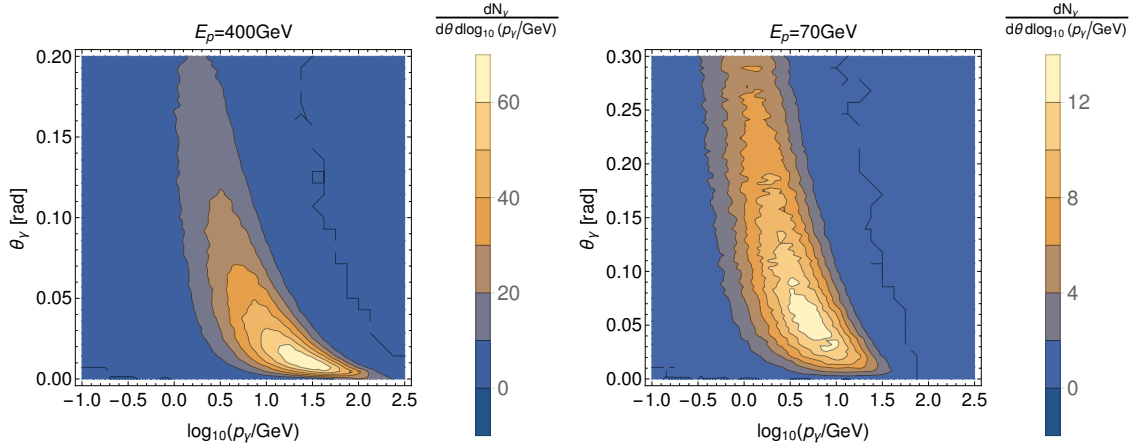 E_p=400GeV
dN_γ
dθ dlog₁₀(p_γ/GeV)
θ_γ [rad]
0.20
0.15
0.10
0.05
0.00
-1.0 -0.5 0.0 0.5 1.0 1.5 2.0 2.5
log₁₀(p_γ/GeV)
60
40
20
0
E_p=70GeV
dN_γ
dθ dlog₁₀(p_γ/GeV)
θ_γ [rad]
0.30
0.25
0.20
0.15
0.10
0.05
0.00
-1.0 -0.5 0.0 0.5 1.0 1.5 2.0 2.5
log₁₀(p_γ/GeV)
12
8
4
0